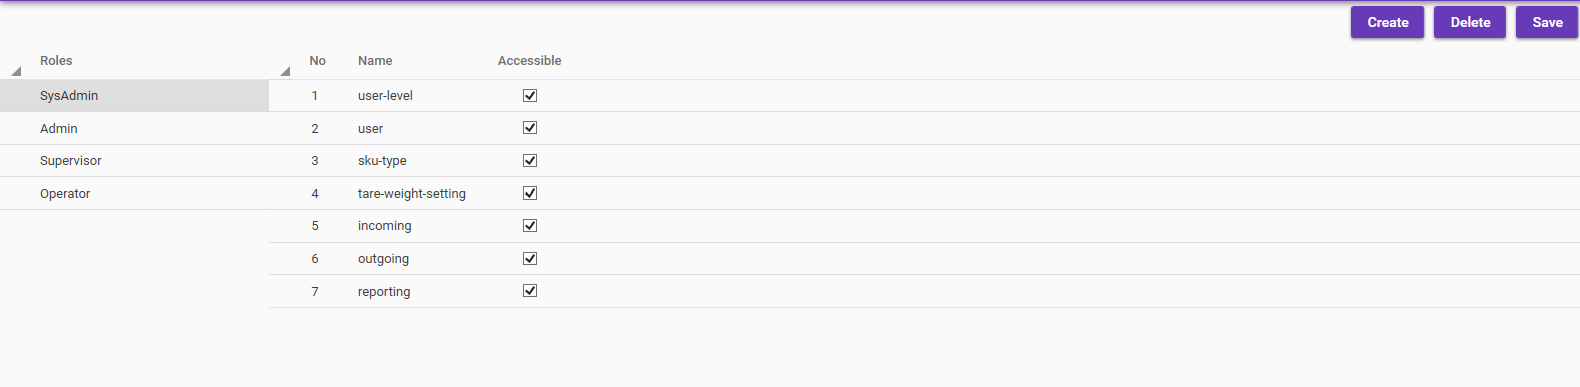 Create Delete Save
Roles No Name Accessible
SysAdmin 1 user-level
Admin 2 user
Supervisor 3 sku-type
Operator 4 tare-weight-setting
5 incoming
6 outgoing
7 reporting